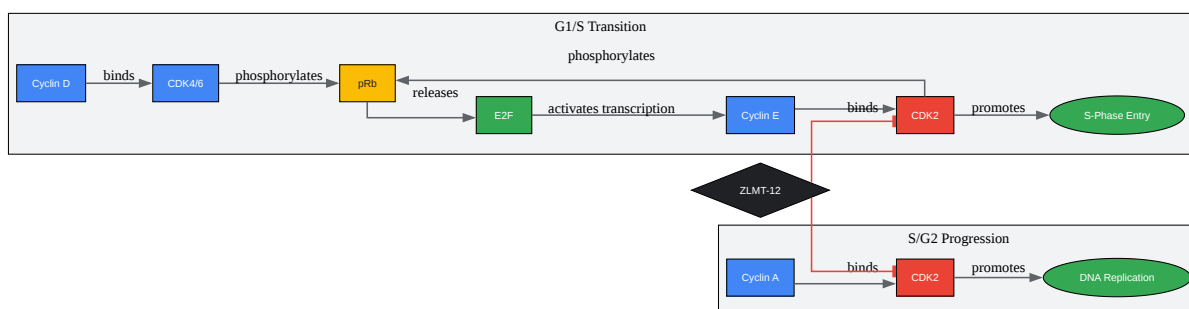 G1/S Transition
phosphorylates
Cyclin D
binds
CDK4/6
phosphorylates
pRb
releases
E2F
activates transcription
Cyclin E
binds
CDK2
promotes
S-Phase Entry
ZLMT-12
S/G2 Progression
Cyclin A
binds
CDK2
promotes
DNA Replication